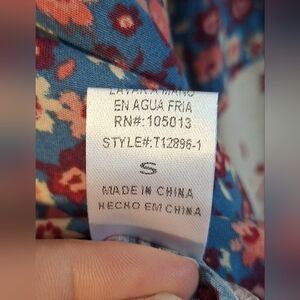 LAVAR A MANO
EN AGUA FRIA
RN#: 105013
STYLE#:T12896-1
S
MADE IN CHINA
HECHO EM CHINA